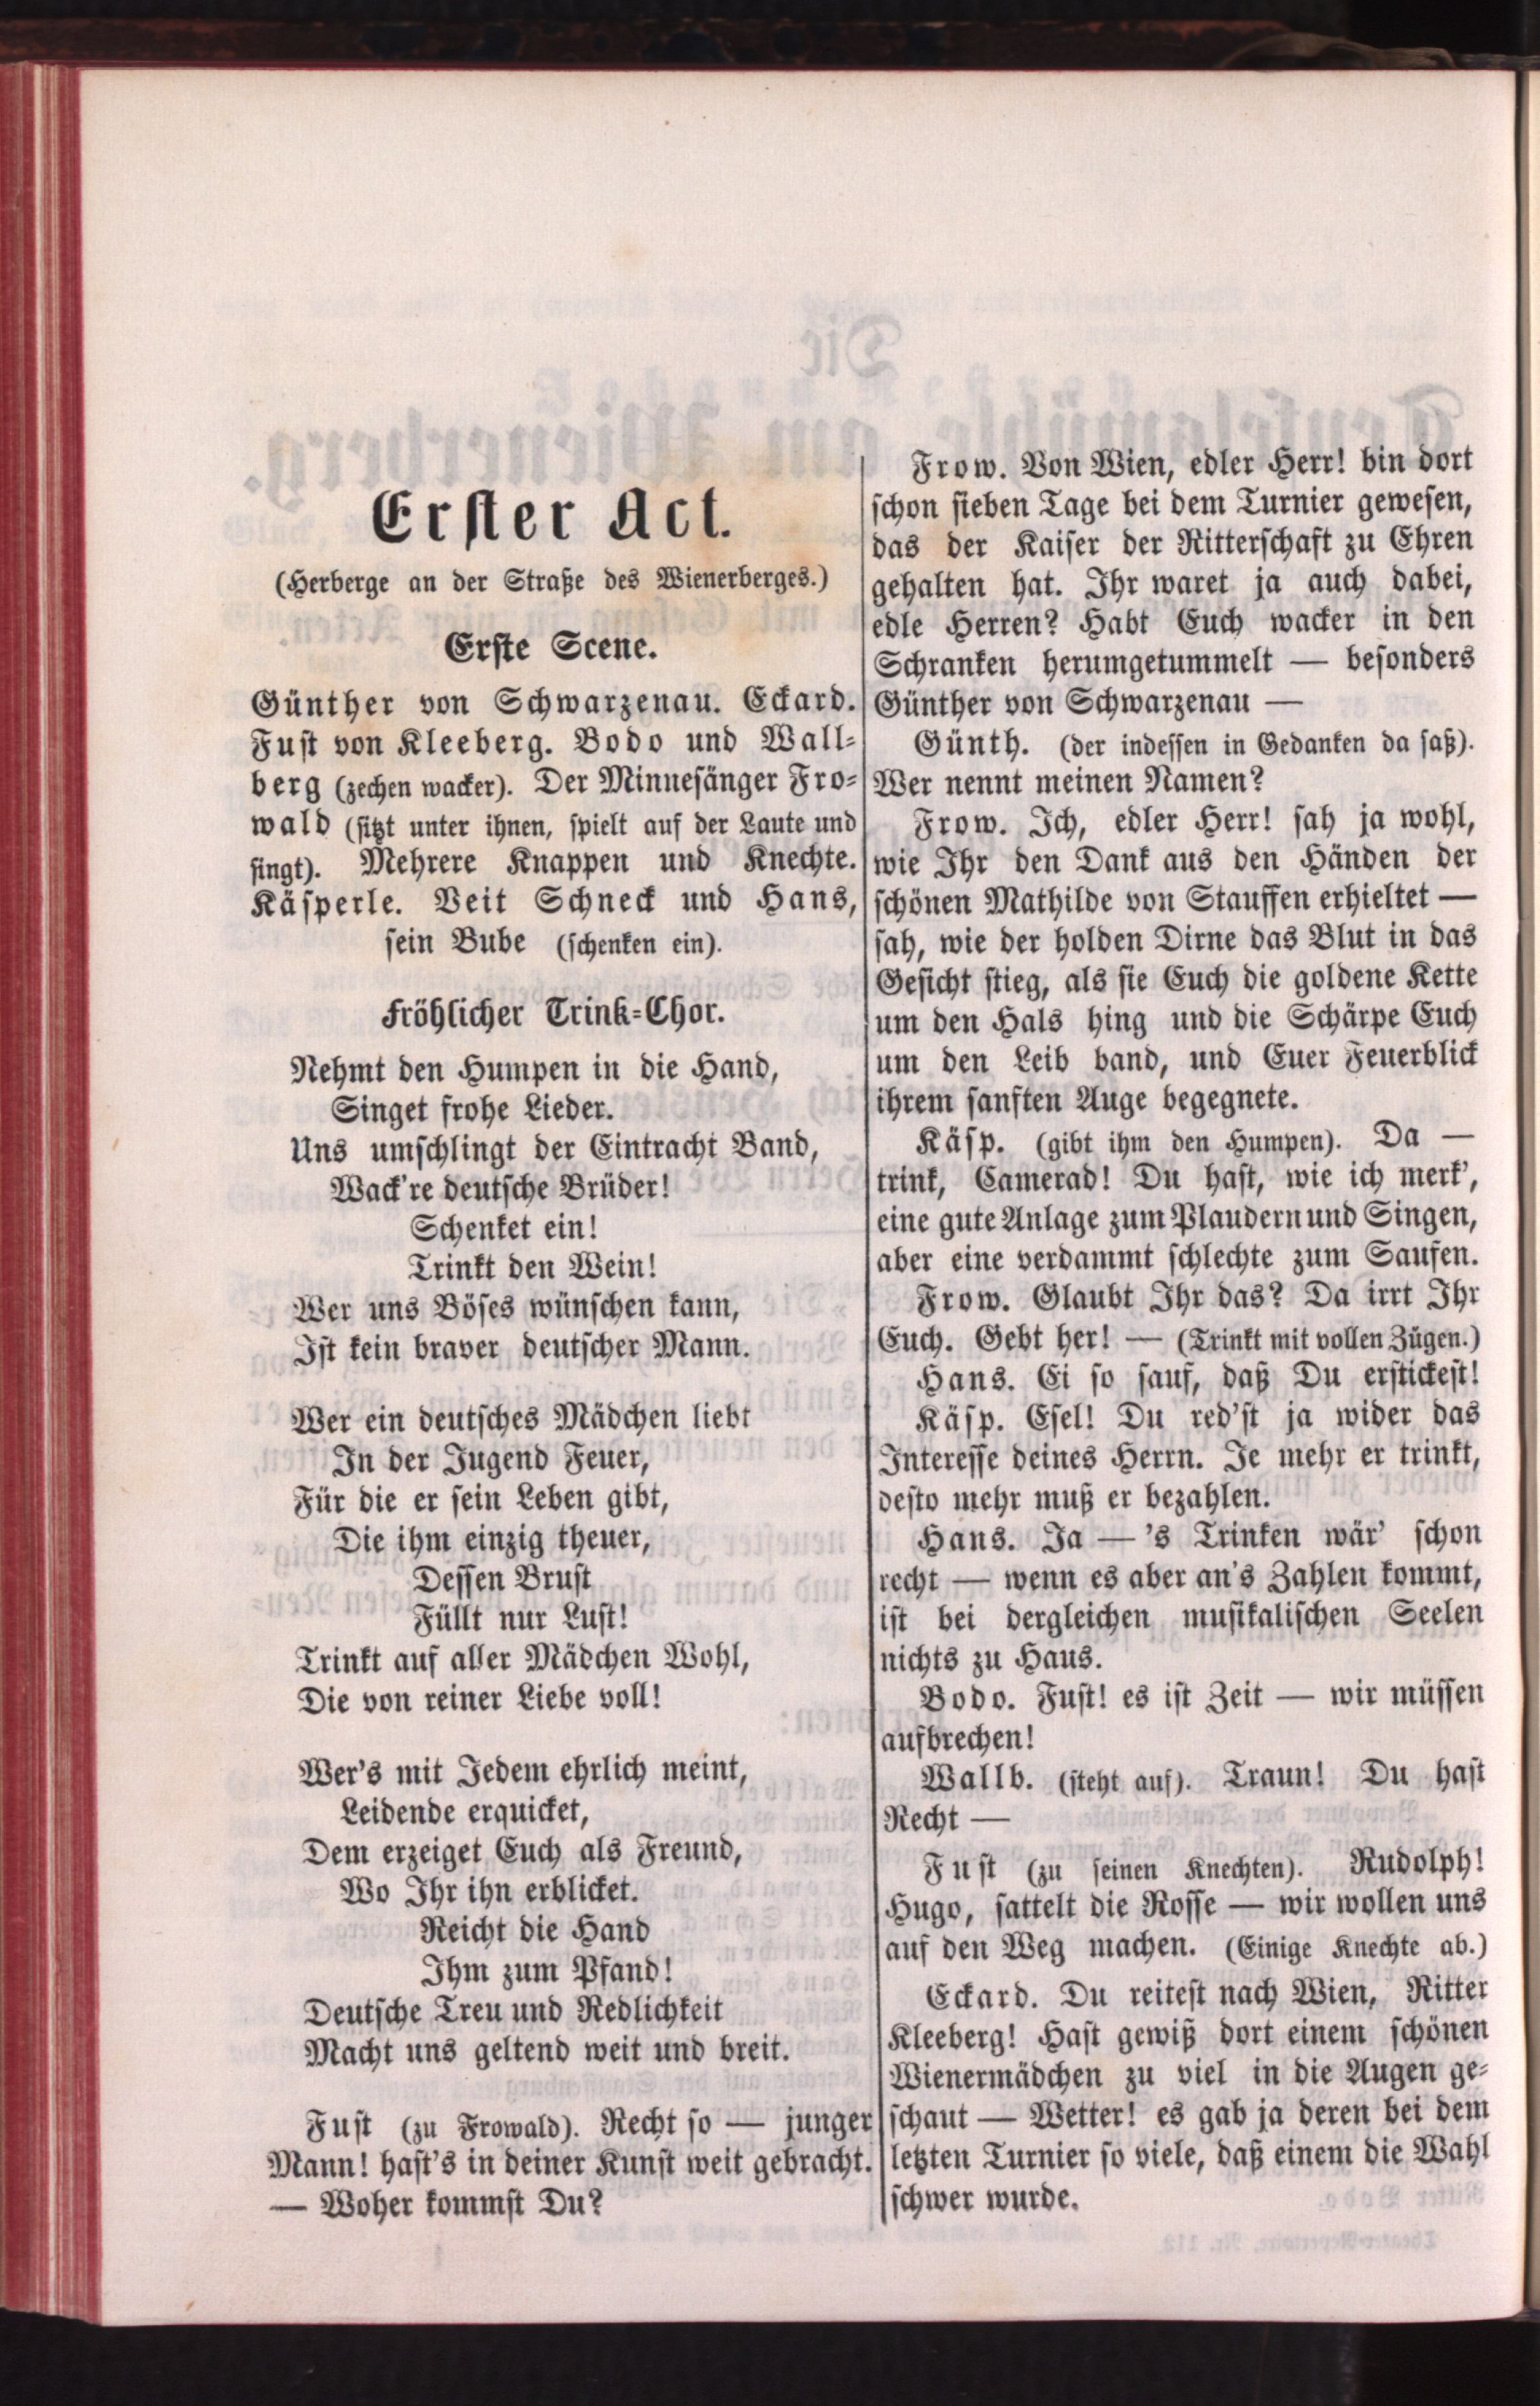 Erster Act.
(Herberge an der Straße des Wienerberges.)
Erste Scene.
Günther von Schwarzenau. Eckard.
Fust von Kleeberg. Bodo und Wall-
berg (zechen wacker). Der Minnesänger Fro-
wald (sitzt unter ihnen, spielt auf der Laute und
singt). Mehrere Knappen und Knechte.
Käsperle. Veit Schneck und Hans,
sein Bube (schenken ein).
Fröhlicher Trink-Chor.
Nehmt den Humpen in die Hand,
Singet frohe Lieder.
Uns umschlingt der Eintracht Band,
Wack're deutsche Brüder!
Schenket ein!
Trinkt den Wein!
Wer uns Böses wünschen kann,
Ist kein braver deutscher Mann.
Wer ein deutsches Mädchen liebt
In der Jugend Feuer,
Für die er sein Leben gibt,
Die ihm einzig theuer,
Dessen Brust
Füllt nur Lust!
Trinkt auf aller Mädchen Wohl,
Die von reiner Liebe voll!
Wer's mit Jedem ehrlich meint,
Leidende erquicket,
Dem erzeiget Euch als Freund,
Wo Ihr ihn erblicket.
Reicht die Hand
Ihm zum Pfand!
Deutsche Treu und Redlichkeit
Macht uns geltend weit und breit.
Fust (zu Frowald). Recht so — junger
Mann! hast's in deiner Kunst weit gebracht.
— Woher kommst Du?
Frow. Von Wien, edler Herr! bin dort
schon sieben Tage bei dem Turnier gewesen,
das der Kaiser der Ritterschaft zu Ehren
gehalten hat. Ihr waret ja auch dabei,
edle Herren? Habt Euch wacker in den
Schranken herumgetummelt — besonders
Günther von Schwarzenau —
Günth. (der indessen in Gedanken da saß).
Wer nennt meinen Namen?
Frow. Ich, edler Herr! sah ja wohl,
wie Ihr den Dank aus den Händen der
schönen Mathilde von Stauffen erhieltet —
sah, wie der holden Dirne das Blut in das
Gesicht stieg, als sie Euch die goldene Kette
um den Hals hing und die Schärpe Euch
um den Leib band, und Euer Feuerblick
ihrem sanften Auge begegnete.
Käsp. (gibt ihm den Humpen). Da —
trink, Camerad! Du hast, wie ich merk',
eine gute Anlage zum Plaudern und Singen,
aber eine verdammt schlechte zum Saufen.
Frow. Glaubt Ihr das? Da irrt Ihr
Euch. Gebt her! — (Trinkt mit vollen Zügen.)
Hans. Ei so sauf, daß Du erstickest!
Käsp. Esel! Du red'st ja wider das
Interesse deines Herrn. Je mehr er trinkt,
desto mehr muß er bezahlen.
Hans. Ja — 's Trinken wär' schon
recht — wenn es aber an's Zahlen kommt,
ist bei dergleichen musikalischen Seelen
nichts zu Haus.
Bodo. Fust! es ist Zeit — wir müssen
aufbrechen!
Wallb. (steht auf). Traun! Du hast
Recht —
Fust (zu seinen Knechten). Rudolph!
Hugo, sattelt die Rosse — wir wollen uns
auf den Weg machen. (Einige Knechte ab.)
Eckard. Du reitest nach Wien, Ritter
Kleeberg! Hast gewiß dort einem schönen
Wienermädchen zu viel in die Augen ge-
schaut — Wetter! es gab ja deren bei dem
letzten Turnier so viele, daß einem die Wahl
schwer wurde.